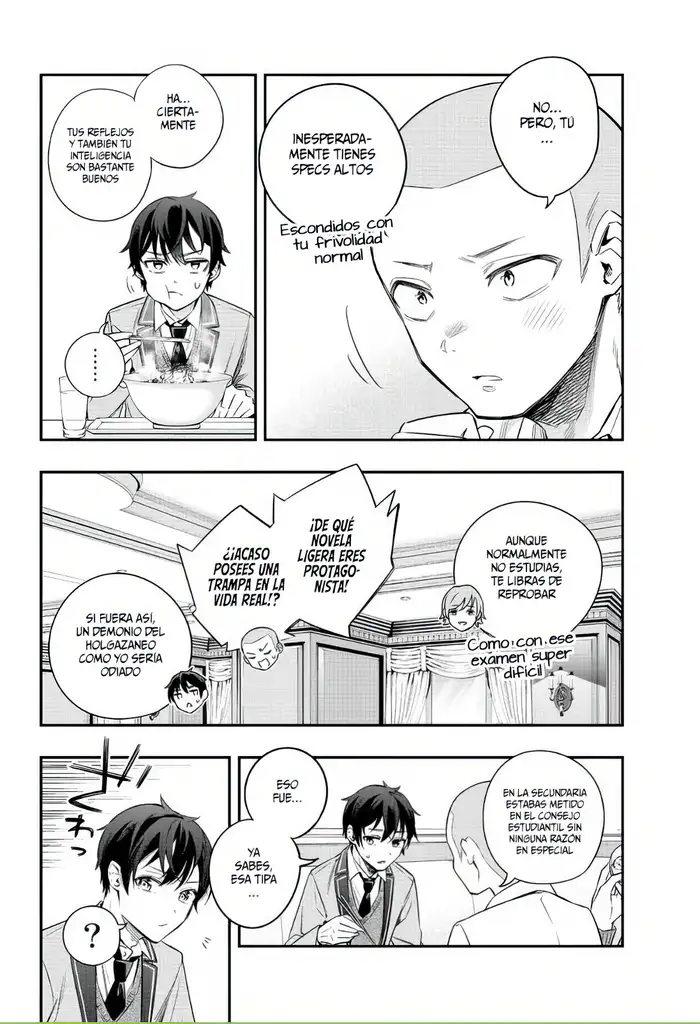 NO...
PERO, TÚ
...
INESPERADA-
MENTE TIENES
SPECS ALTOS
Escondidos con
tu frivolidad
normal
HA...
CIERTA-
MENTE
TUS REFLEJOS
Y TAMBIÉN TU
INTELIGENCIA
SON BASTANTE
BUENOS
......
AUNQUE
NORMALMENTE
NO ESTUDIAS,
TE LIBRAS DE
REPROBAR
Como con ese
examen super
dificil
¡DE QUÉ
NOVELA
LIGERA ERES
PROTAGO-
NISTA!
¿¡ACASO
POSEES UNA
TRAMPA EN LA
VIDA REAL!?
SI FUERA ASÍ,
UN DEMONIO DEL
HOLGAZANEO
COMO YO SERÍA
ODIADO
EN LA SECUNDARIA
ESTABAS METIDO
EN EL CONSEJO
ESTUDIANTIL SIN
NINGUNA RAZÓN
EN ESPECIAL
ESO
FUE...
YA
SABES,
ESA TIPA
...
?